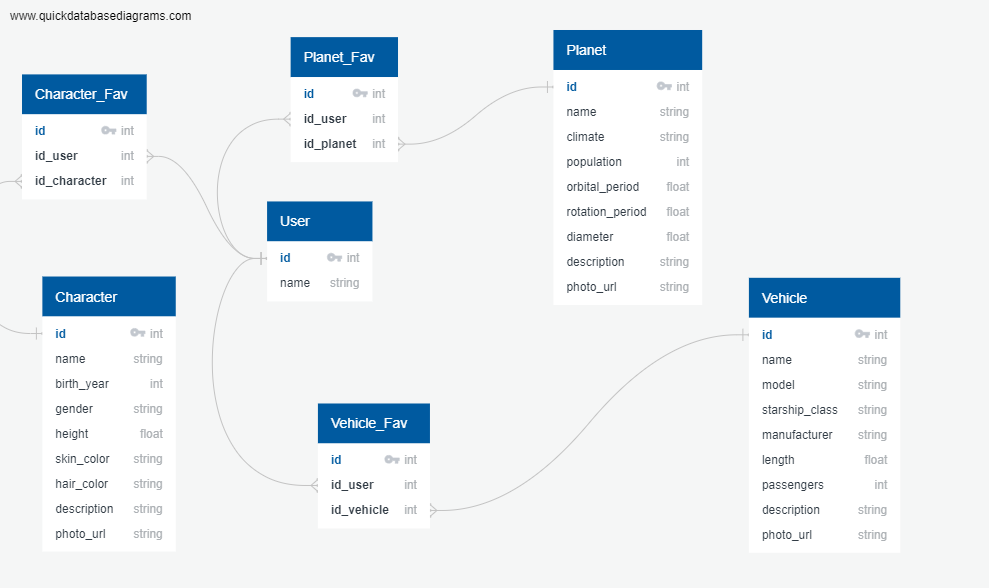 www.quickdatabasediagrams.com
Character_Fav
id int
id_user int
id_character int
Planet_Fav
id int
id_user int
id_planet int
Planet
id int
name string
climate string
population int
orbital_period float
rotation_period float
diameter float
description string
photo_url string
User
id int
name string
Character
id int
name string
birth_year int
gender string
height float
skin_color string
hair_color string
description string
photo_url string
Vehicle_Fav
id int
id_user int
id_vehicle int
Vehicle
id int
name string
model string
starship_class string
manufacturer string
length float
passengers int
description string
photo_url string